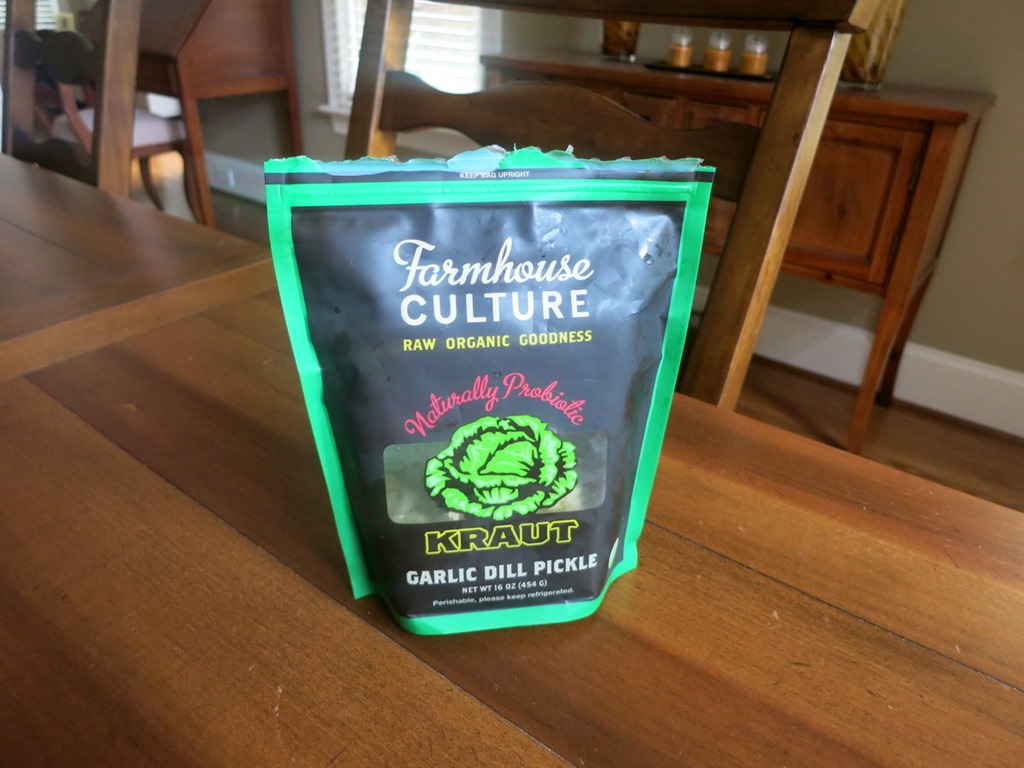 KEEP BAG UPRIGHT
Farmhouse
CULTURE
RAW ORGANIC GOODNESS
Naturally Probiotic
KRAUT
GARLIC DILL PICKLE
NET WT 16 OZ (454 G)
Perishable, please keep refrigerated.